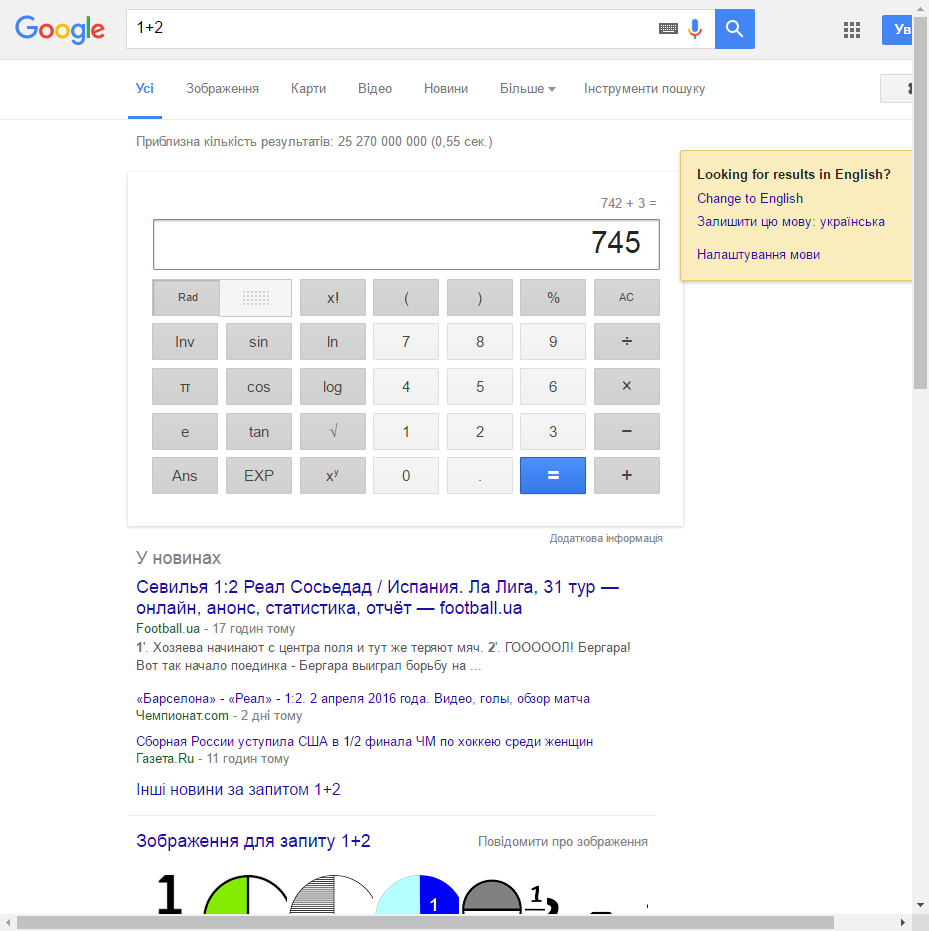 Google
1+2
Ув
Усі Зображення Карти Відео Новини Більше Інструменти пошуку
Приблизна кількість результатів: 25 270 000 000 (0,55 сек.)
Looking for results in English?
Change to English
Залишити цю мову: українська
Налаштування мови
742 + 3 =
745
Rad x! ( ) % AC
Inv sin ln 7 8 9 ÷
π cos log 4 5 6 ×
e tan √ 1 2 3 −
Ans EXP xʸ 0 . = +
Додаткова інформація
У новинах
Севилья 1:2 Реал Сосьедад / Испания. Ла Лига, 31 тур —
онлайн, анонс, статистика, отчёт — football.ua
Football.ua - 17 годин тому
1'. Хозяева начинают с центра поля и тут же теряют мяч. 2'. ГОООООЛ! Бергара!
Вот так начало поединка - Бергара выиграл борьбу на ...
«Барселона» - «Реал» - 1:2. 2 апреля 2016 года. Видео, голы, обзор матча
Чемпионат.com - 2 дні тому
Сборная России уступила США в 1/2 финала ЧМ по хоккею среди женщин
Газета.Ru - 11 годин тому
Інші новини за запитом 1+2
Зображення для запиту 1+2
Повідомити про зображення
1 1 1